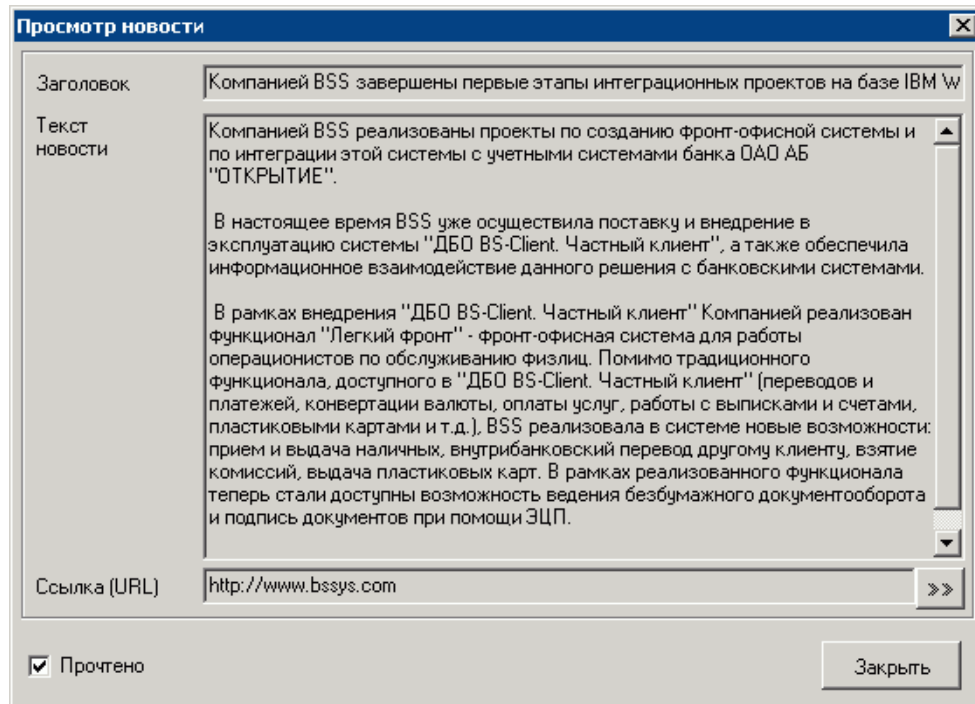 Просмотр новости
Заголовок
Компанией BSS завершены первые этапы интеграционных проектов на базе IBM W
Текст
новости
Компанией BSS реализованы проекты по созданию фронт-офисной системы и
по интеграции этой системы с учетными системами банка ОАО АБ
"ОТКРЫТИЕ".
В настоящее время BSS уже осуществила поставку и внедрение в
эксплуатацию системы "ДБО BS-Client. Частный клиент", а также обеспечила
информационное взаимодействие данного решения с банковскими системами.
В рамках внедрения "ДБО BS-Client. Частный клиент" Компанией реализован
функционал "Легкий фронт" - фронт-офисная система для работы
операционистов по обслуживанию физлиц. Помимо традиционного
функционала, доступного в "ДБО BS-Client. Частный клиент" (переводов и
платежей, конвертации валюты, оплаты услуг, работы с выписками и счетами,
пластиковыми картами и т.д.), BSS реализовала в системе новые возможности:
прием и выдача наличных, внутрибанковский перевод другому клиенту, взятие
комиссий, выдача пластиковых карт. В рамках реализованного функционала
теперь стали доступны возможность ведения безбумажного документооборота
и подпись документов при помощи ЭЦП.
Ссылка (URL)
http://www.bssys.com
>>
Прочтено
Закрыть